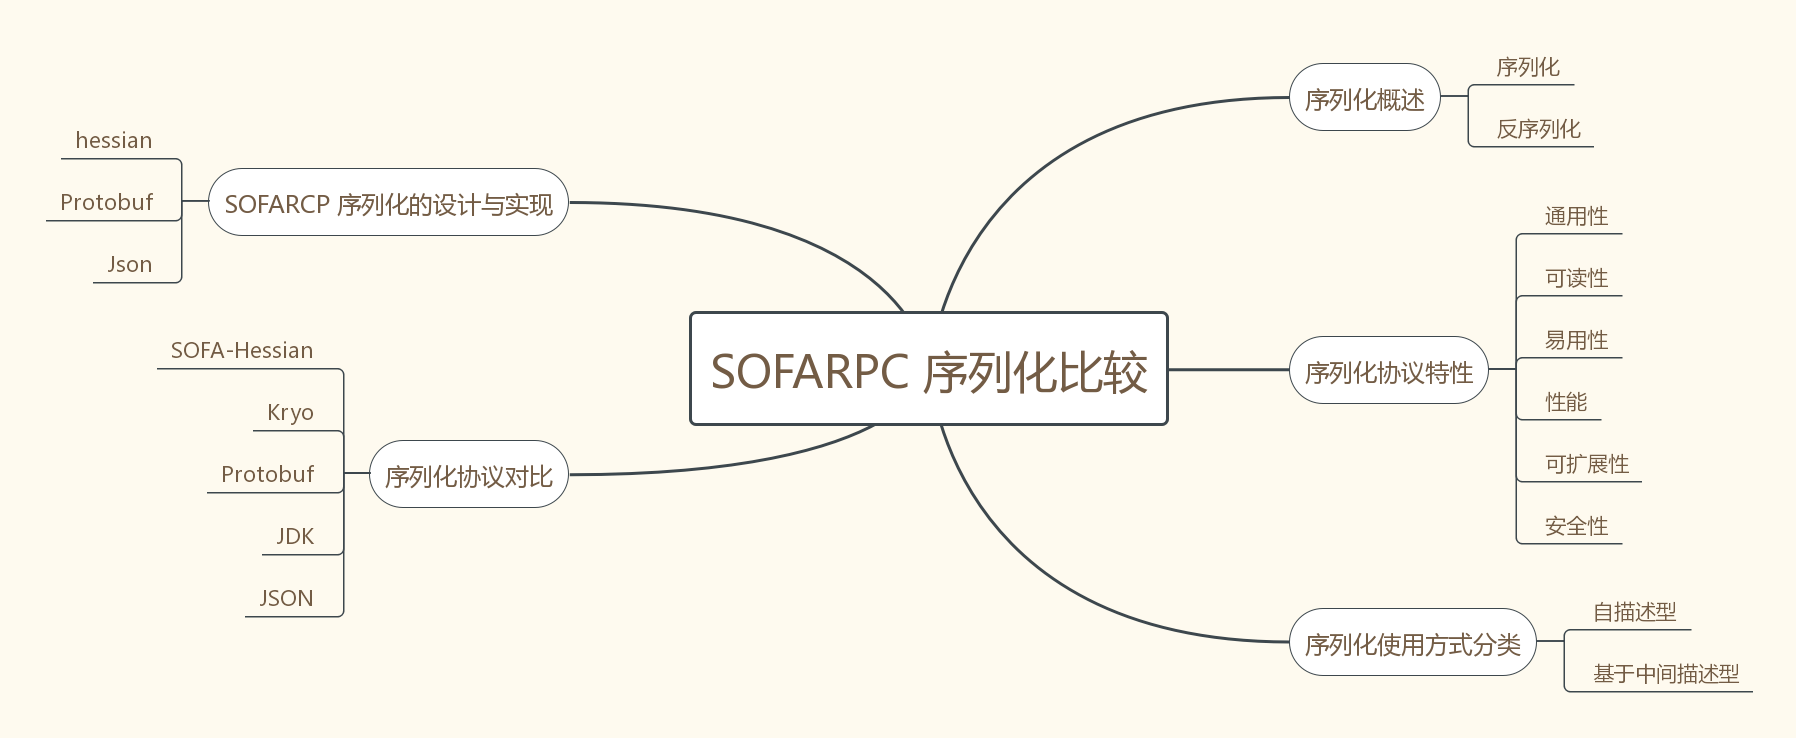 SOFARPC 序列化比较
序列化概述
序列化
反序列化
序列化协议特性
通用性
可读性
易用性
性能
可扩展性
安全性
序列化使用方式分类
自描述型
基于中间描述型
SOFARCP 序列化的设计与实现
hessian
Protobuf
Json
序列化协议对比
SOFA-Hessian
Kryo
Protobuf
JDK
JSON